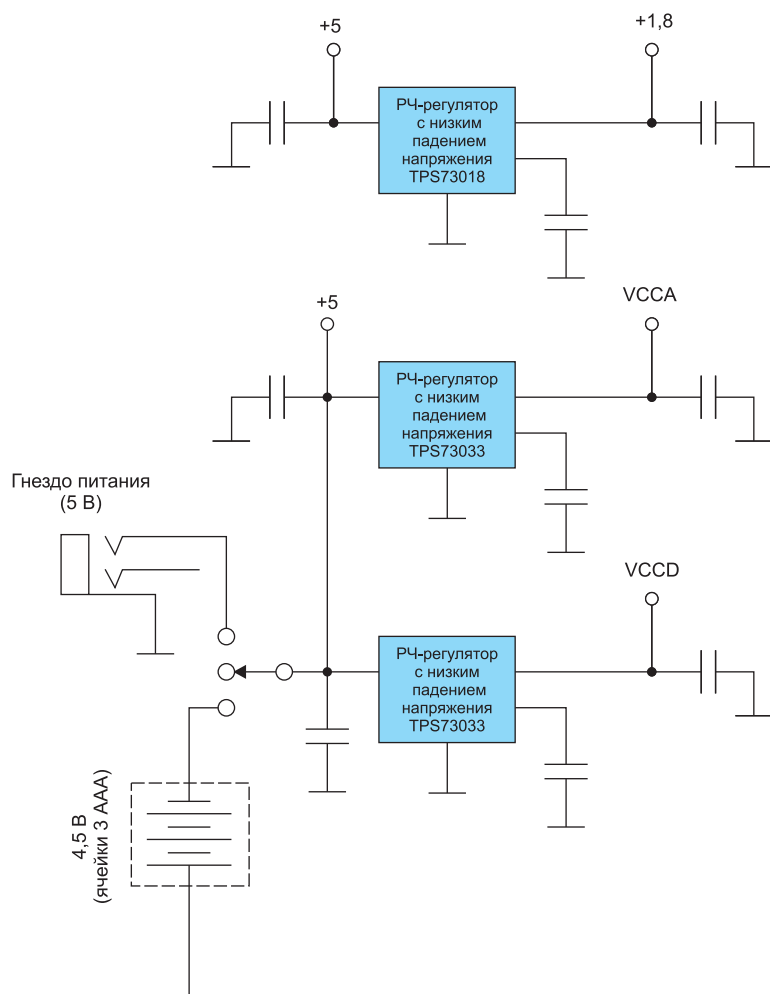 +5
+1,8
РЧ-регулятор
с низким
падением
напряжения
TPS73018
+5
VCCA
РЧ-регулятор
с низким
падением
напряжения
TPS73033
Гнездо питания
(5 В)
VCCD
РЧ-регулятор
с низким
падением
напряжения
TPS73033
4,5 В
(ячейки 3 ААА)